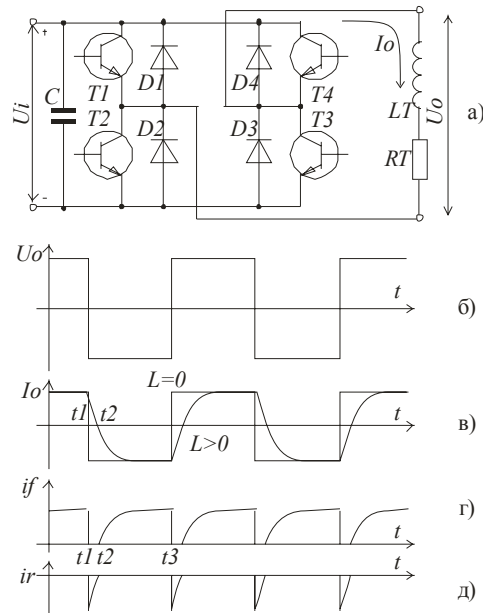 +
Io
Ui
C
T1
D1
D4
T4
LT
Uo
а)
T2
D2
D3
T3
RT
-
Uo
t
б)
Io
L=0
t1
t2
t
в)
L>0
if
t
г)
t1
t2
t3
ir
t
д)